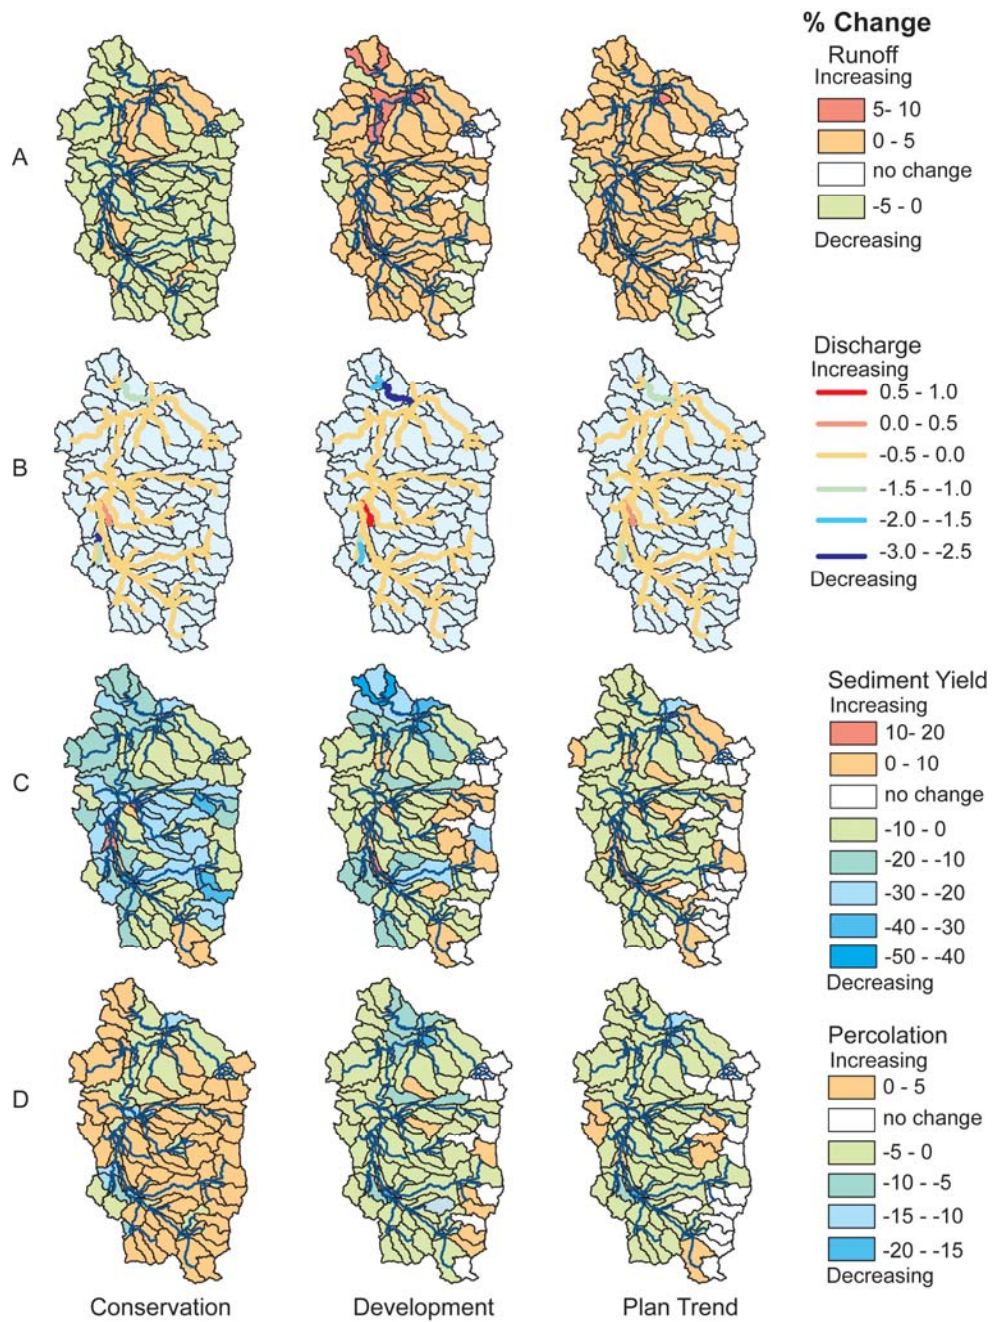 % Change
Runoff
Increasing
5- 10
0 - 5
no change
-5 - 0
Decreasing
A
Discharge
Increasing
0.5 - 1.0
0.0 - 0.5
-0.5 - 0.0
-1.5 - -1.0
-2.0 - -1.5
-3.0 - -2.5
Decreasing
B
Sediment Yield
Increasing
10- 20
0 - 10
no change
-10 - 0
-20 - -10
-30 - -20
-40 - -30
-50 - -40
Decreasing
C
Percolation
Increasing
0 - 5
no change
-5 - 0
-10 - -5
-15 - -10
-20 - -15
Decreasing
D
Conservation Development Plan Trend